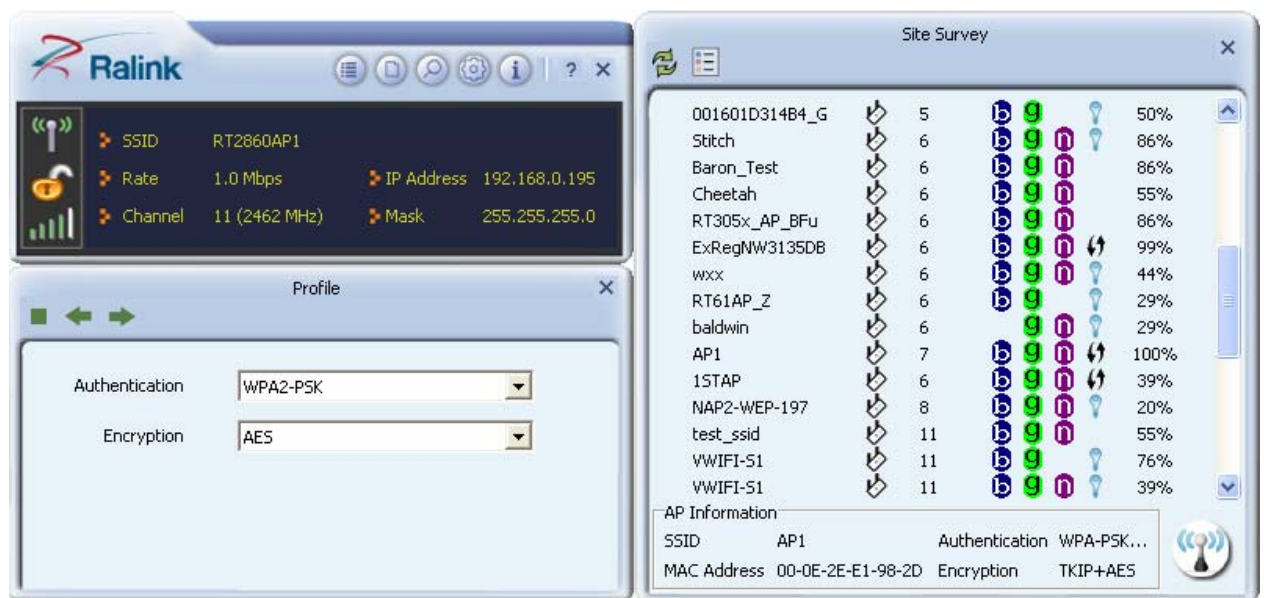 Ralink
i ? ×
SSID RT2860AP1
Rate 1.0 Mbps IP Address 192.168.0.195
Channel 11 (2462 MHz) Mask 255.255.255.0
Profile ×
Authentication WPA2-PSK
Encryption AES
Site Survey ×
001601D314B4_G 5 b g 50%
Stitch 6 b g n 86%
Baron_Test 6 b g n 86%
Cheetah 6 b g n 55%
RT305x_AP_BFu 6 b g n 86%
ExRegNW3135DB 6 b g n 99%
wxx 6 b g n 44%
RT61AP_Z 6 b g 29%
baldwin 6 g n 29%
AP1 7 b g n 100%
1STAP 6 b g n 39%
NAP2-WEP-197 8 b g n 20%
test_ssid 11 b g n 55%
VWIFI-S1 11 b g 76%
VWIFI-S1 11 b g n 39%
AP Information
SSID AP1 Authentication WPA-PSK...
MAC Address 00-0E-2E-E1-98-2D Encryption TKIP+AES